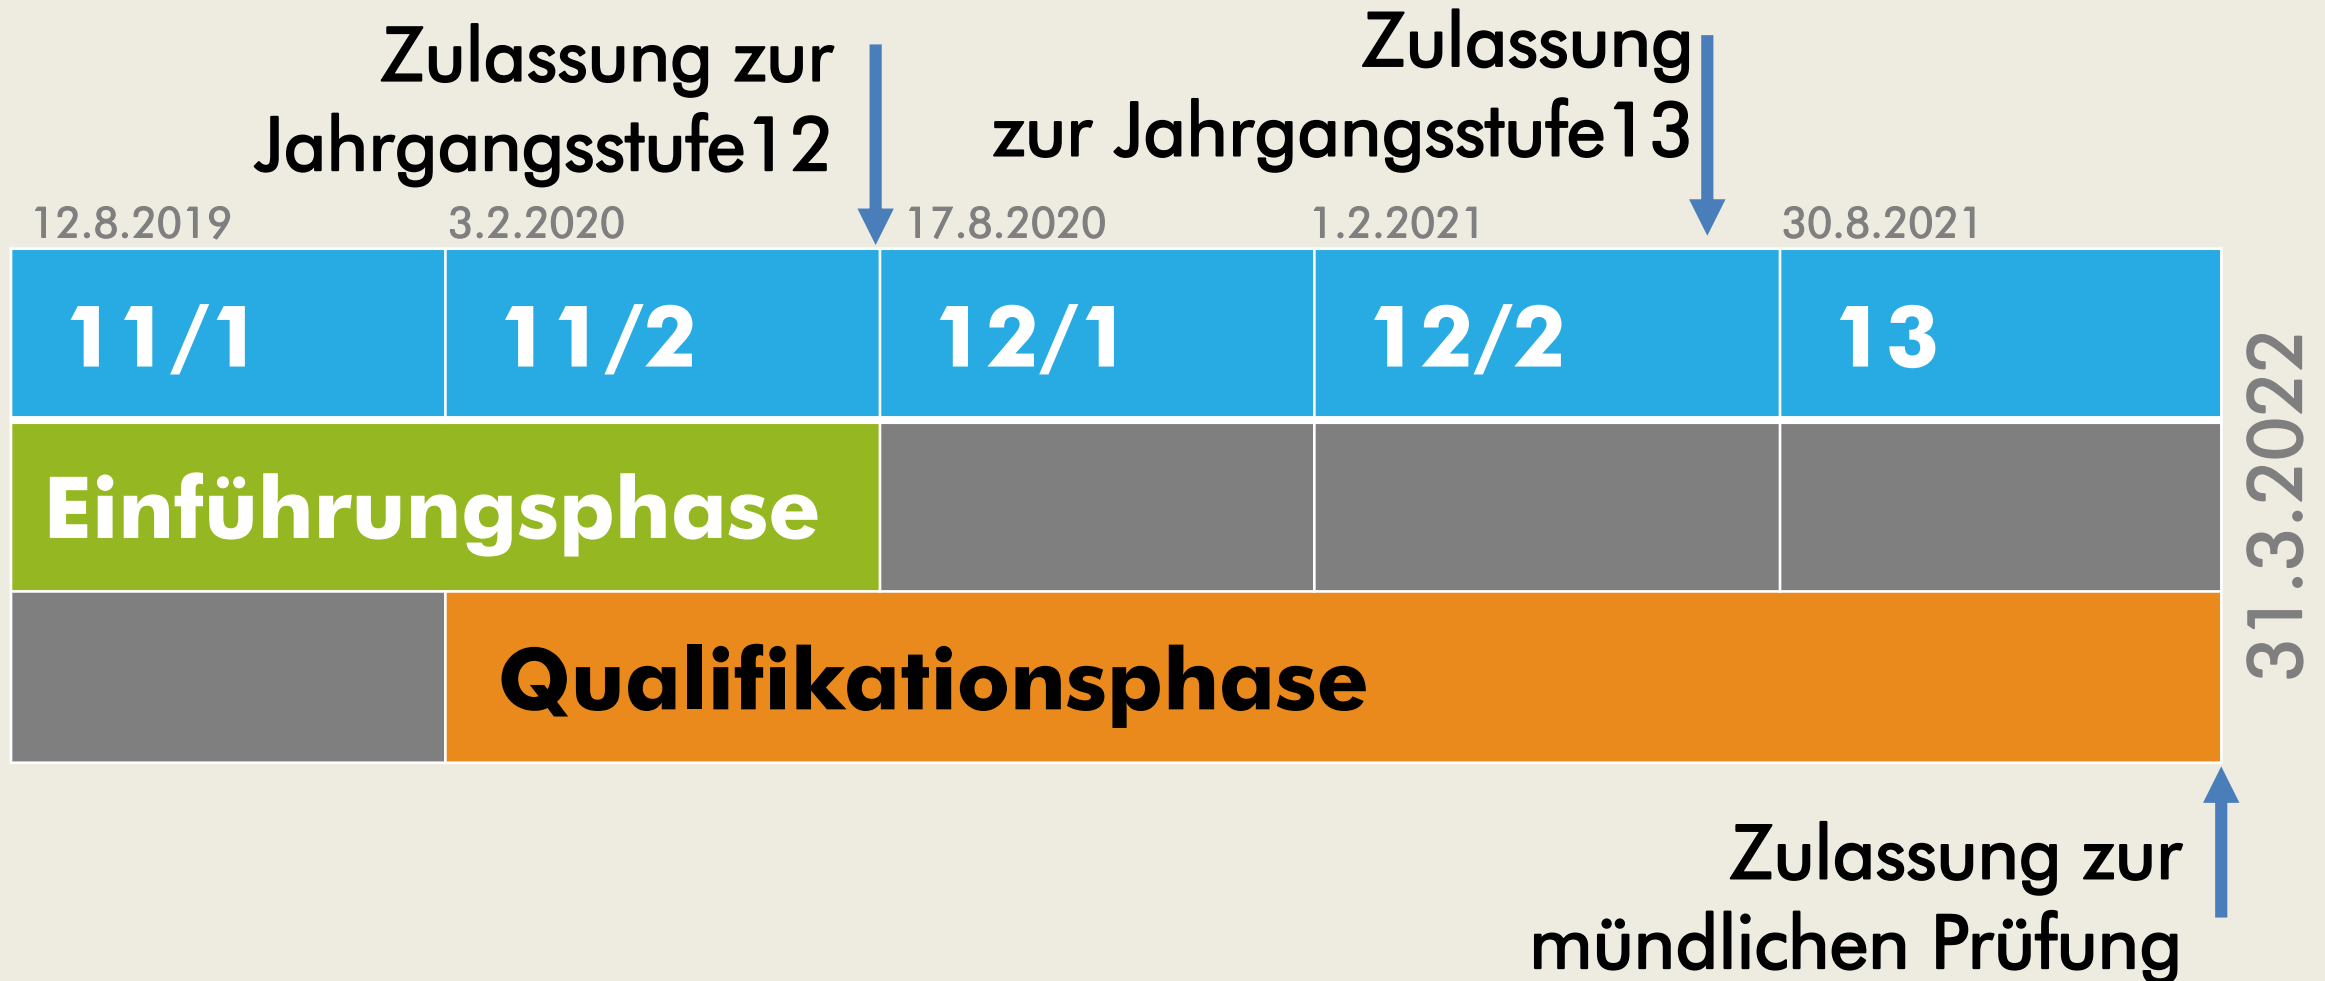 Zulassung zur
Jahrgangsstufe12
Zulassung
zur Jahrgangsstufe13
12.8.2019
3.2.2020
17.8.2020
1.2.2021
30.8.2021
11/1
11/2
12/1
12/2
13
Einführungsphase
Qualifikationsphase
31.3.2022
Zulassung zur
mündlichen Prüfung